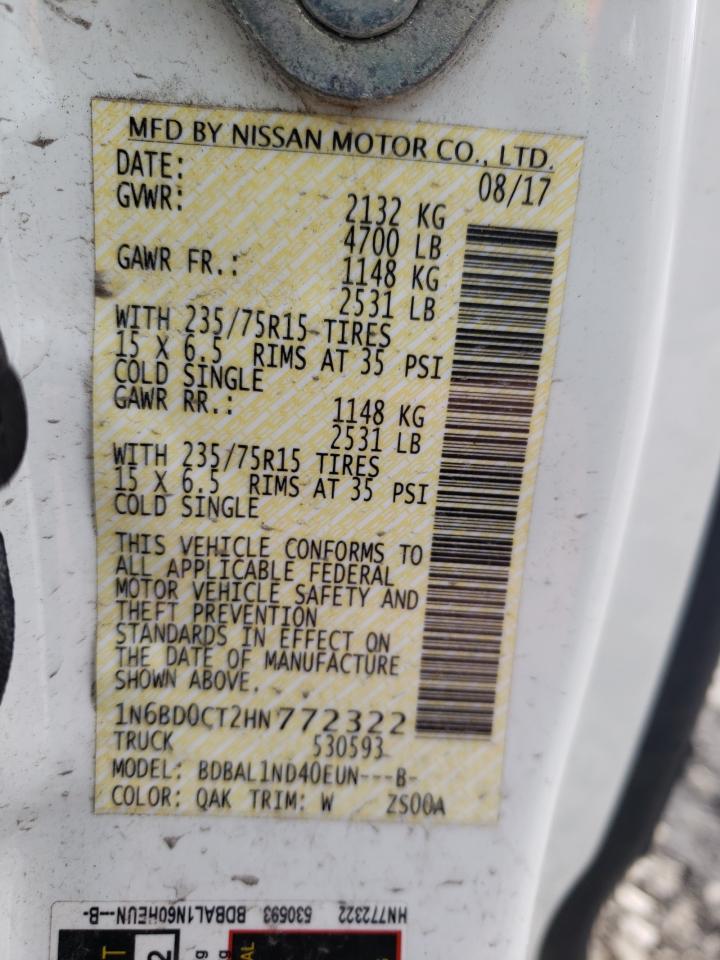 MFD BY NISSAN MOTOR CO., LTD.
DATE: 08/17
GVWR: 2132 KG
4700 LB
GAWR FR.: 1148 KG
2531 LB
WITH 235/75R15 TIRES
15 X 6.5 RIMS AT 35 PSI
COLD SINGLE
GAWR RR.: 1148 KG
2531 LB
WITH 235/75R15 TIRES
15 X 6.5 RIMS AT 35 PSI
COLD SINGLE
THIS VEHICLE CONFORMS TO
ALL APPLICABLE FEDERAL
MOTOR VEHICLE SAFETY AND
THEFT PREVENTION
STANDARDS IN EFFECT ON
THE DATE OF MANUFACTURE
SHOWN ABOVE.
1N6BD0CT2HN772322
TRUCK 530593
MODEL: BDBAL1ND40EUN---B-
COLOR: QAK TRIM: W ZS00A
HN772322 530593 BDBAL1N60HEUN--B-